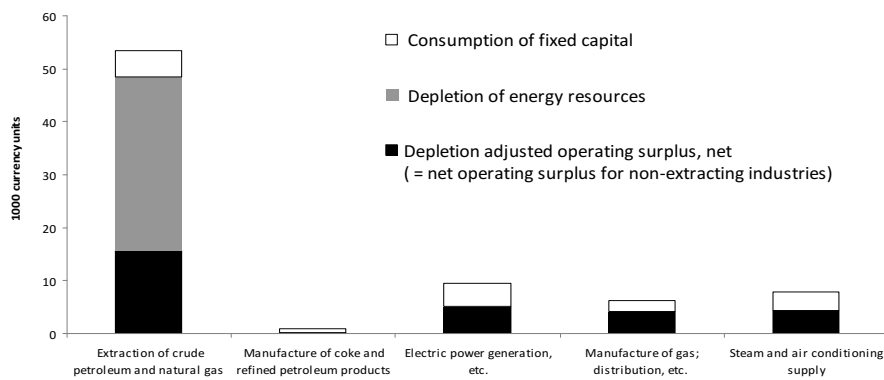 60
50
40
30
20
10
0
1000 currency units
Consumption of fixed capital
Depletion of energy resources
Depletion adjusted operating surplus, net
( = net operating surplus for non-extracting industries)
Extraction of crude
petroleum and natural gas
Manufacture of coke and
refined petroleum products
Electric power generation,
etc.
Manufacture of gas;
distribution, etc.
Steam and air conditioning
supply